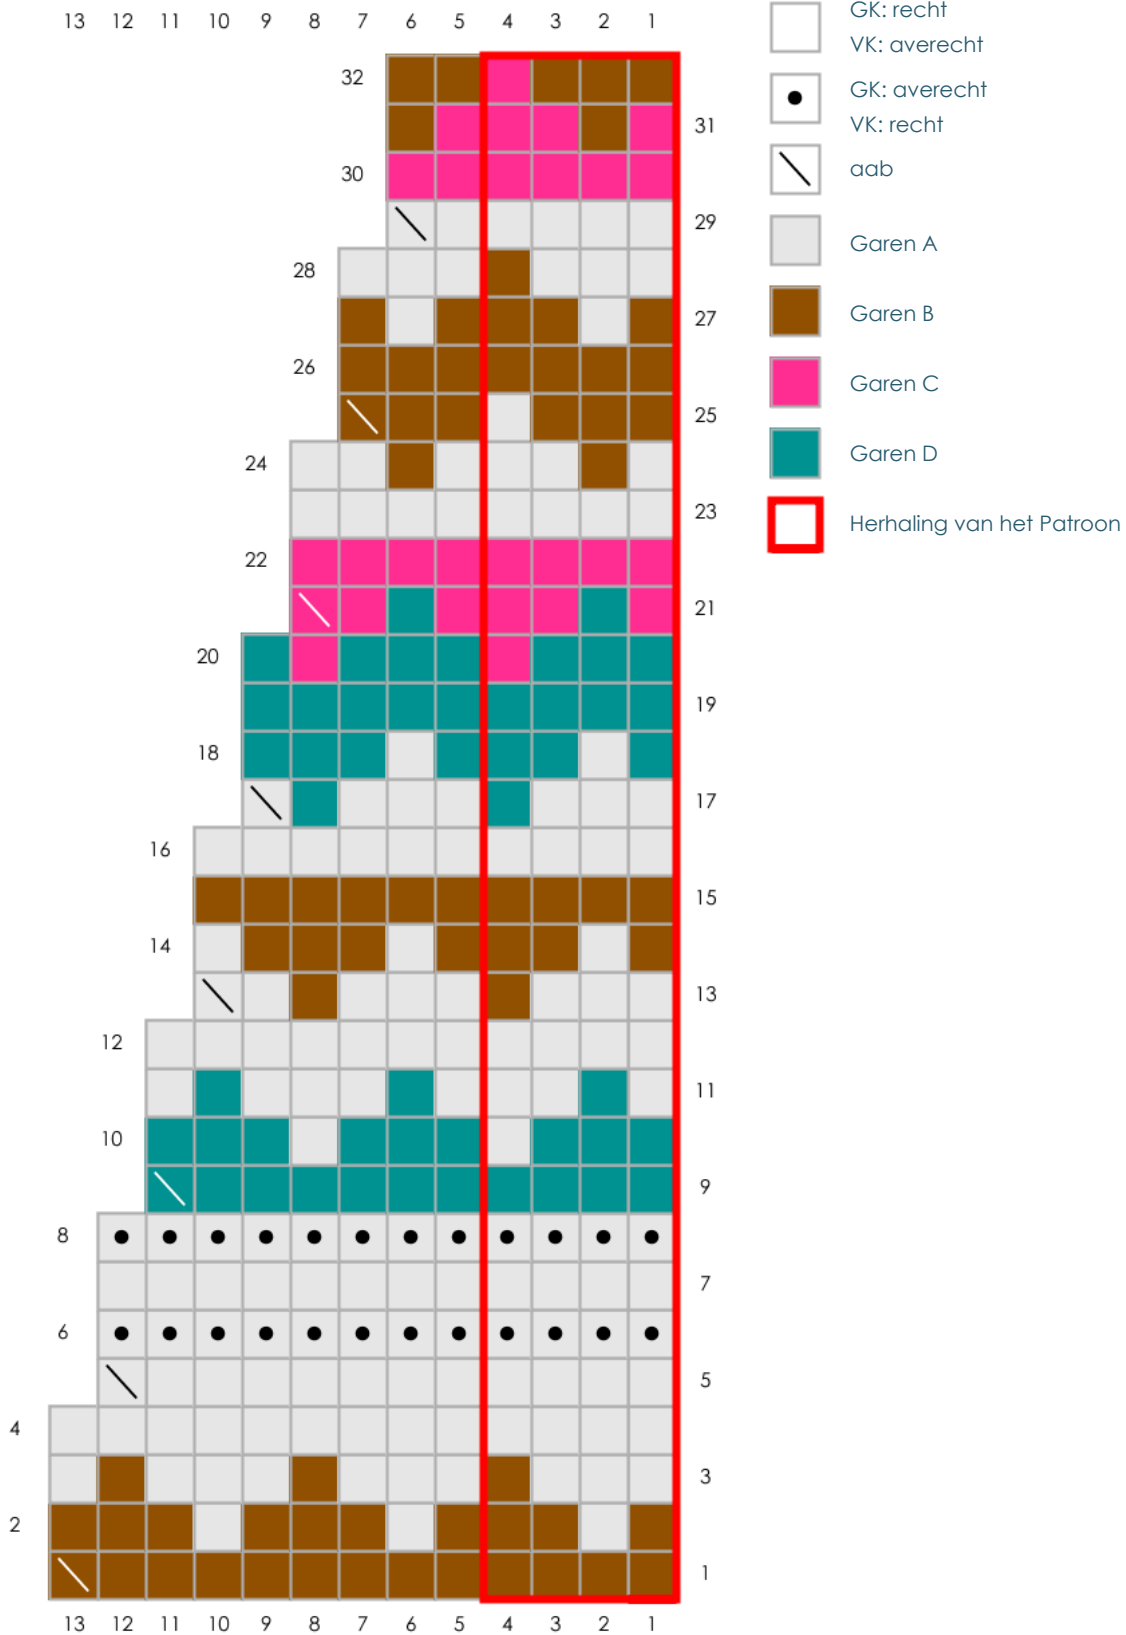 13 12 11 10 9 8 7 6 5 4 3 2 1
32
31
30
29
28
27
26
25
24
23
22
21
20
19
18
17
16
15
14
13
12
11
10
9
8
7
6
5
4
3
2
1
13 12 11 10 9 8 7 6 5 4 3 2 1
GK: recht
VK: averecht
GK: averecht
VK: recht
aab
Garen A
Garen B
Garen C
Garen D
Herhaling van het Patroon